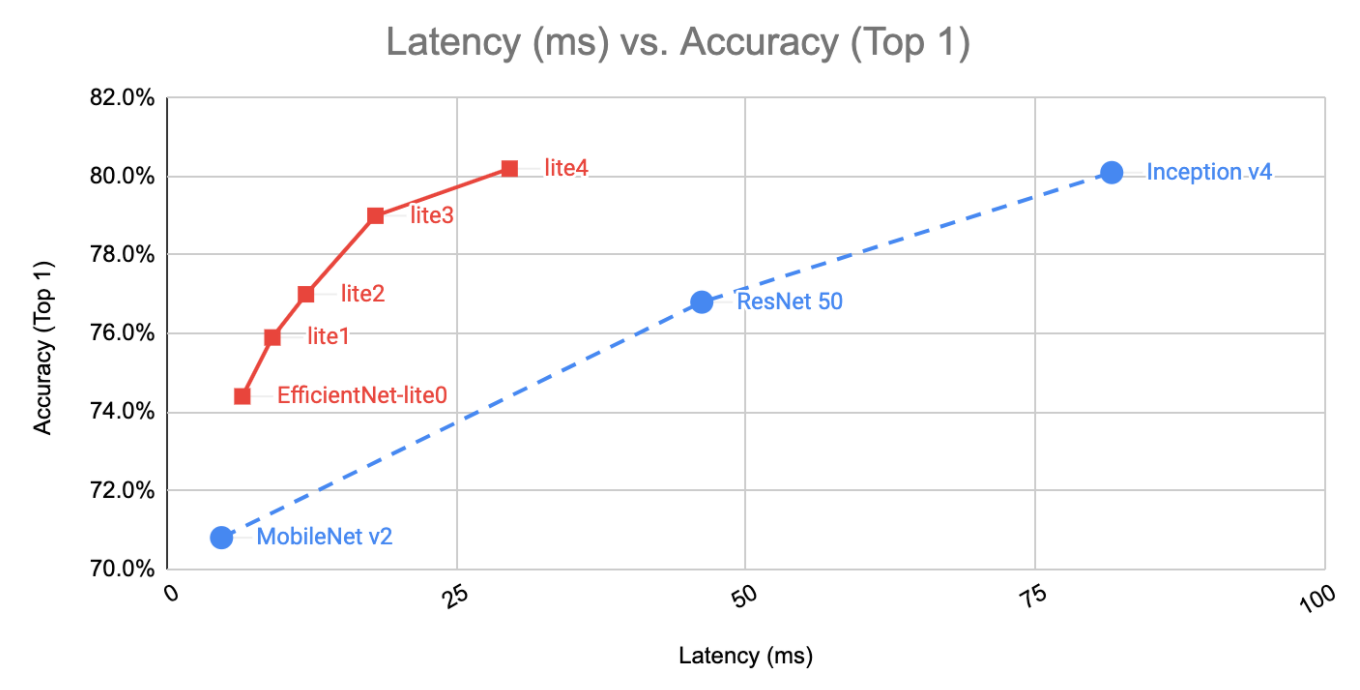 Latency (ms) vs. Accuracy (Top 1)
82.0%
80.0%
78.0%
76.0%
74.0%
72.0%
70.0%
Accuracy (Top 1)
lite4
Inception v4
lite3
lite2
ResNet 50
lite1
EfficientNet-lite0
MobileNet v2
0
25
50
75
100
Latency (ms)